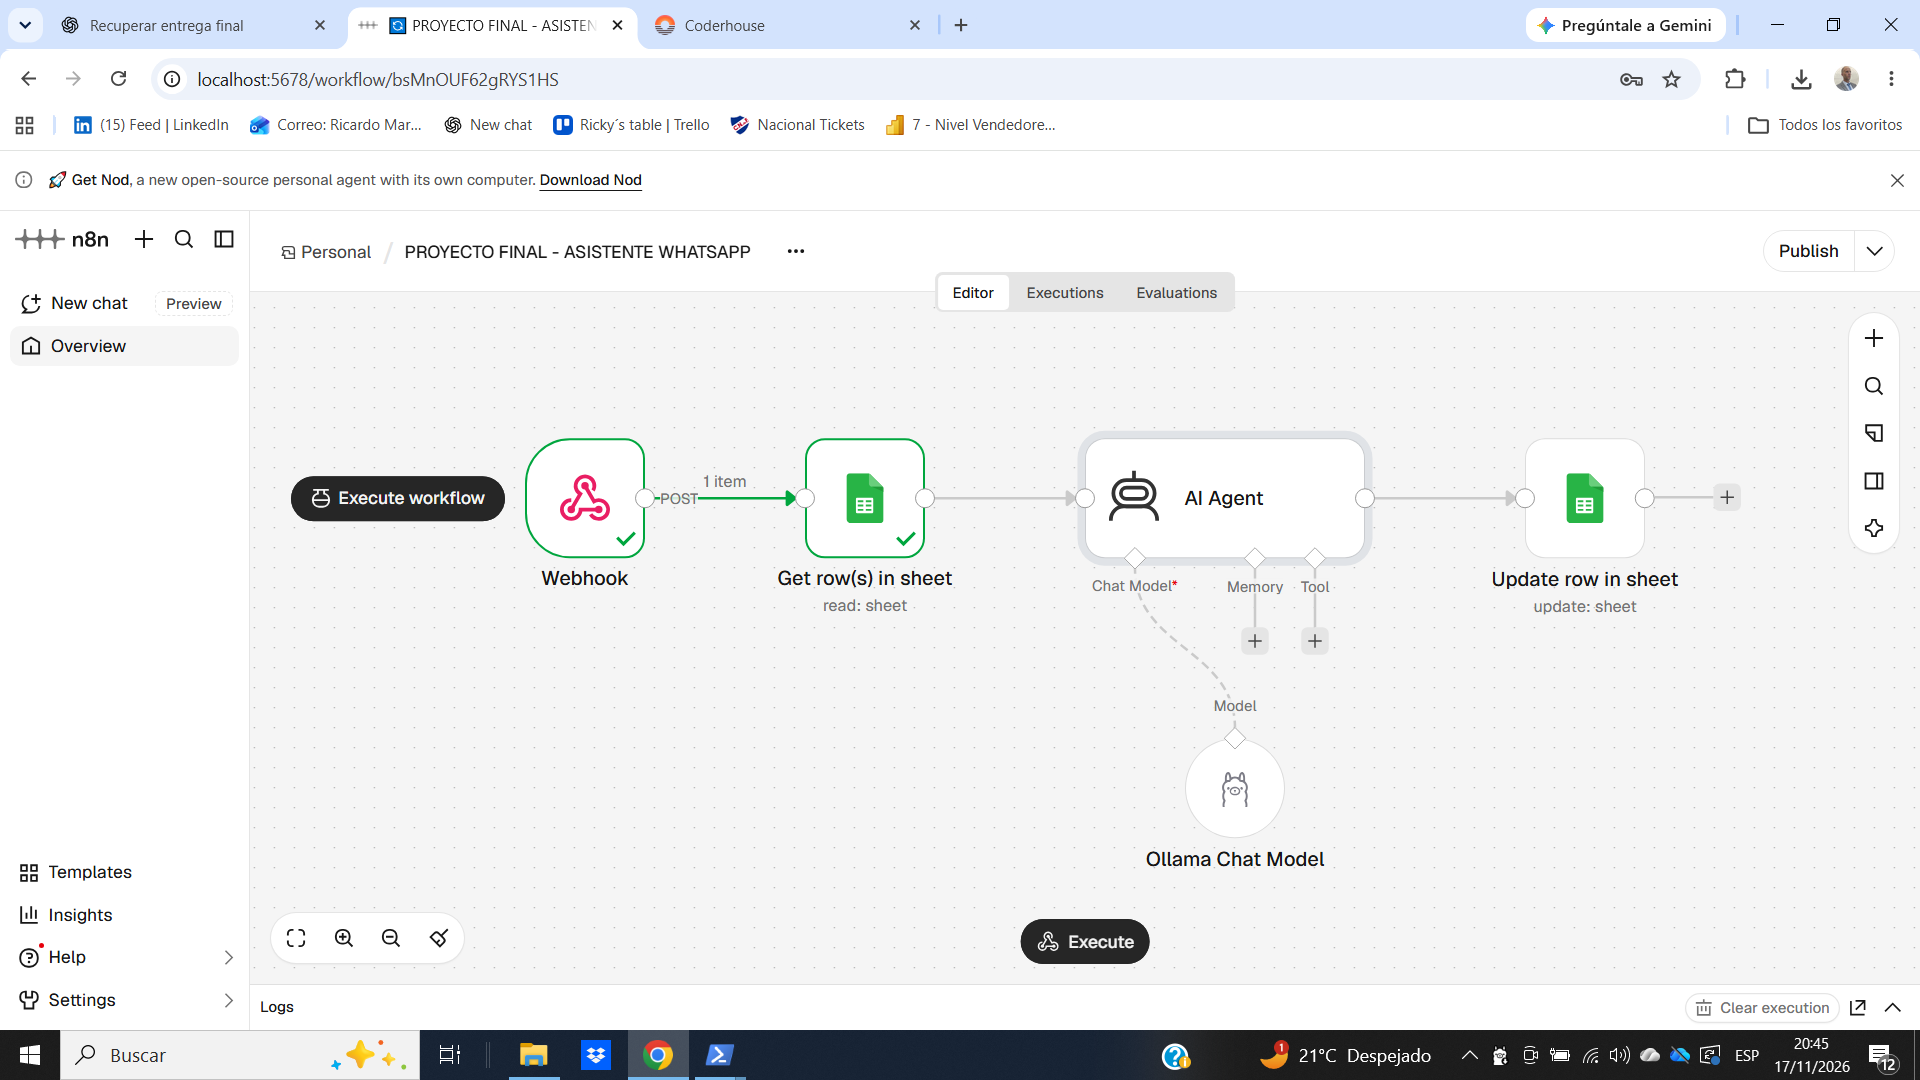 Recuperar entrega final
PROYECTO FINAL - ASISTEN
Coderhouse
Pregúntale a Gemini
localhost:5678/workflow/bsMnOUF62gRYS1HS
(15) Feed | LinkedIn
Correo: Ricardo Mar...
New chat
Ricky´s table | Trello
Nacional Tickets
7 - Nivel Vendedore...
Todos los favoritos
🚀 Get Nod, a new open-source personal agent with its own computer. Download Nod
n8n
Personal / PROYECTO FINAL - ASISTENTE WHATSAPP
Publish
Editor
Executions
Evaluations
New chat
Preview
Overview
Execute workflow
POST
1 item
AI Agent
Webhook
Get row(s) in sheet
read: sheet
Chat Model*
Memory
Tool
Update row in sheet
update: sheet
Model
Ollama Chat Model
Templates
Insights
Help
Settings
Execute
Logs
Clear execution
Buscar
1
21°C Despejado
ESP
20:45
17/11/2026
12